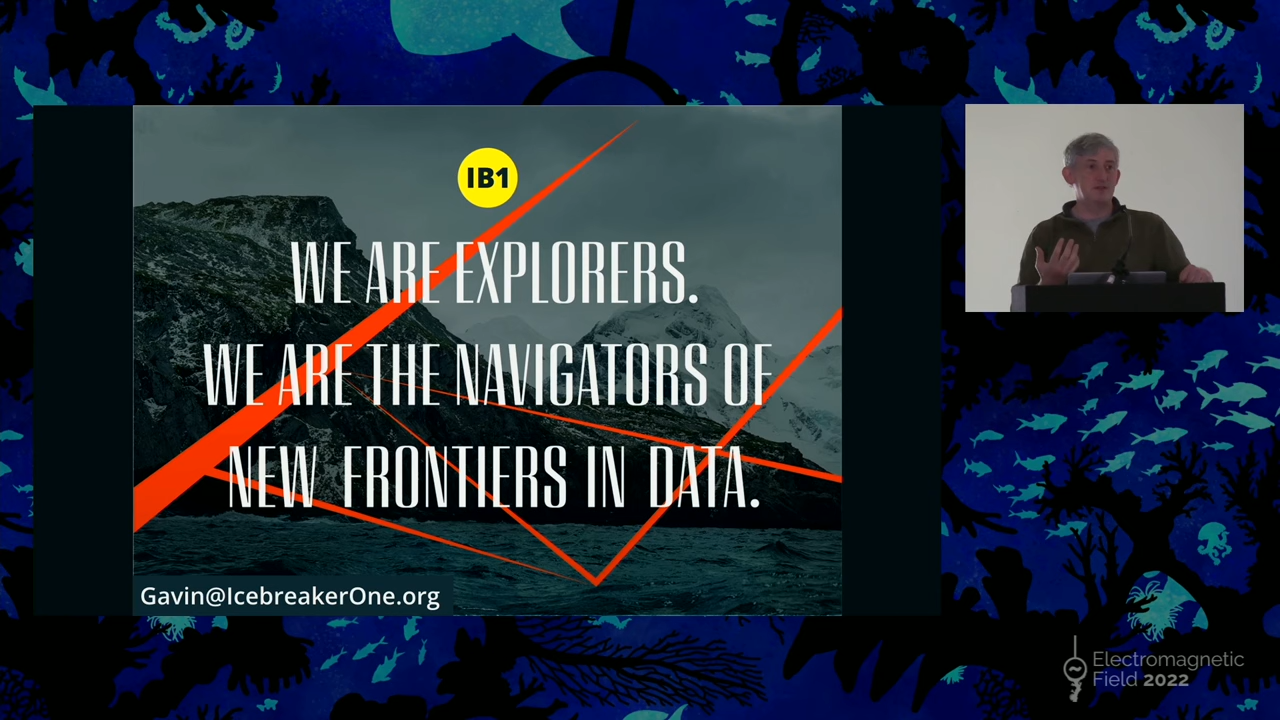 IB1
WE ARE EXPLORERS.
WE ARE THE NAVIGATORS OF
NEW FRONTIERS IN DATA.
Gavin@IcebreakerOne.org
Electromagnetic
Field 2022